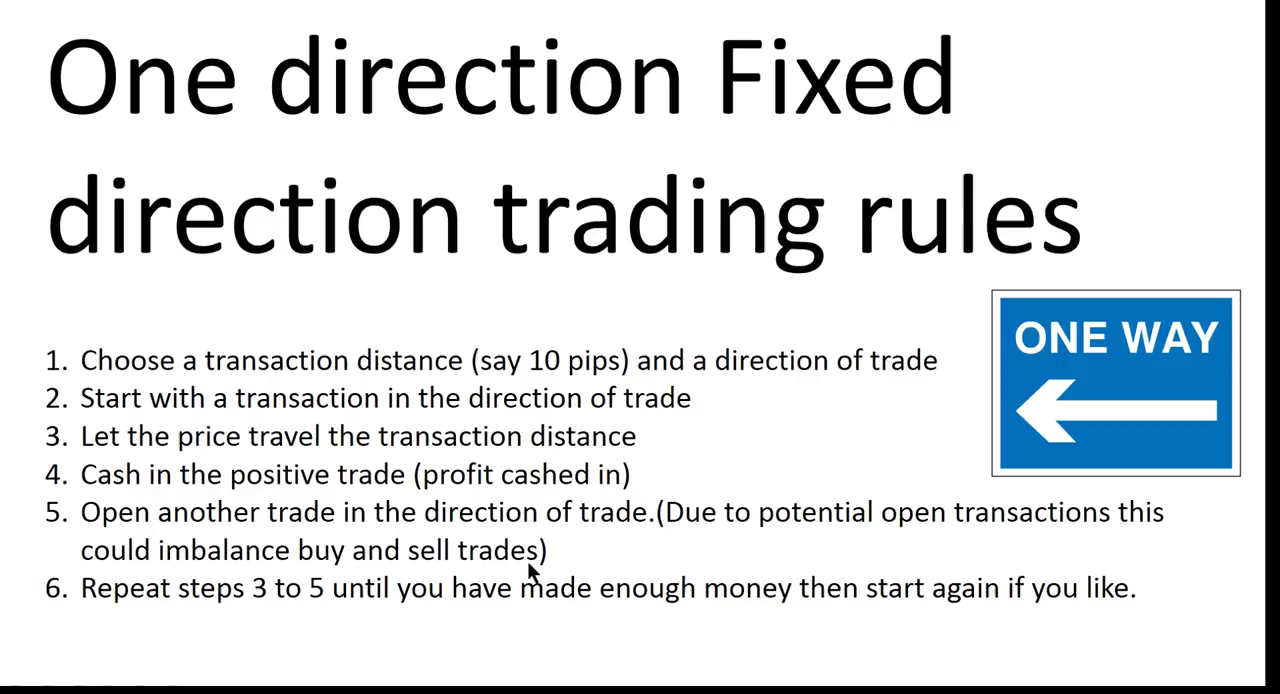 One direction Fixed
direction trading rules
ONE WAY
1. Choose a transaction distance (say 10 pips) and a direction of trade
2. Start with a transaction in the direction of trade
3. Let the price travel the transaction distance
4. Cash in the positive trade (profit cashed in)
5. Open another trade in the direction of trade.(Due to potential open transactions this
could imbalance buy and sell trades)
6. Repeat steps 3 to 5 until you have made enough money then start again if you like.